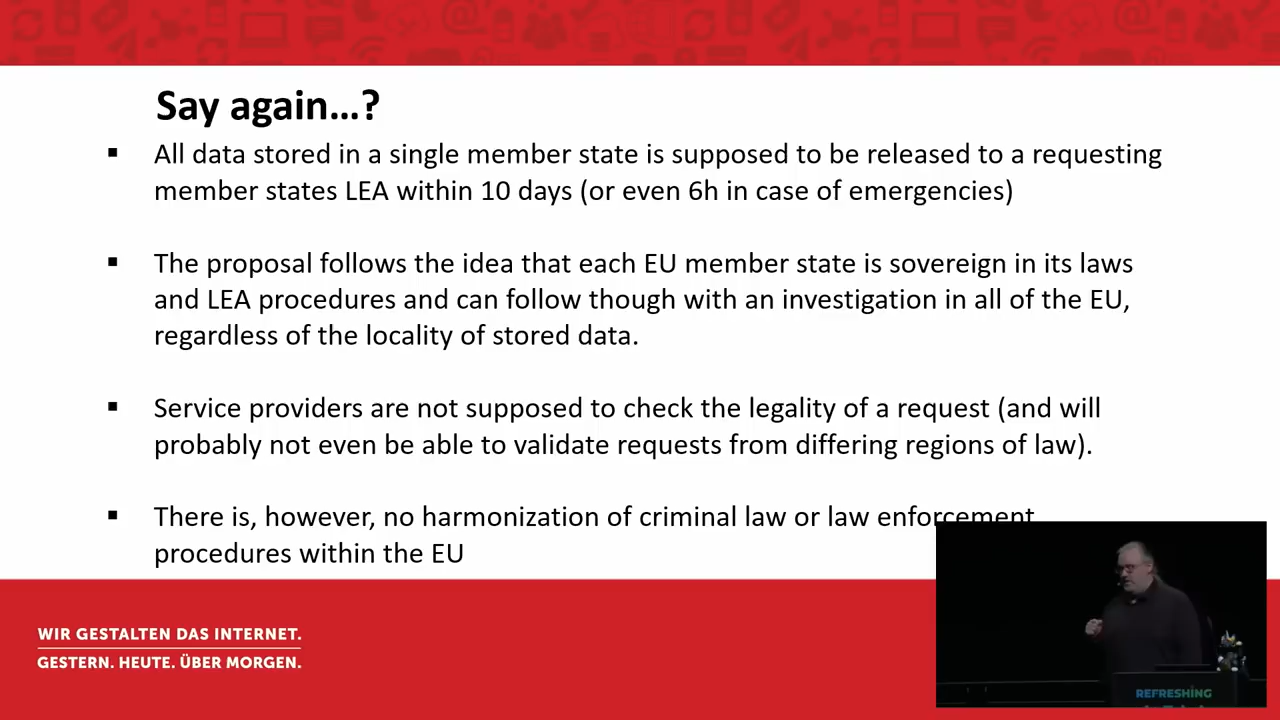 Say again…?
▪ All data stored in a single member state is supposed to be released to a requesting
member states LEA within 10 days (or even 6h in case of emergencies)
▪ The proposal follows the idea that each EU member state is sovereign in its laws
and LEA procedures and can follow though with an investigation in all of the EU,
regardless of the locality of stored data.
▪ Service providers are not supposed to check the legality of a request (and will
probably not even be able to validate requests from differing regions of law).
▪ There is, however, no harmonization of criminal law or law enforcement
procedures within the EU
WIR GESTALTEN DAS INTERNET.
GESTERN. HEUTE. ÜBER MORGEN.
REFRESHING